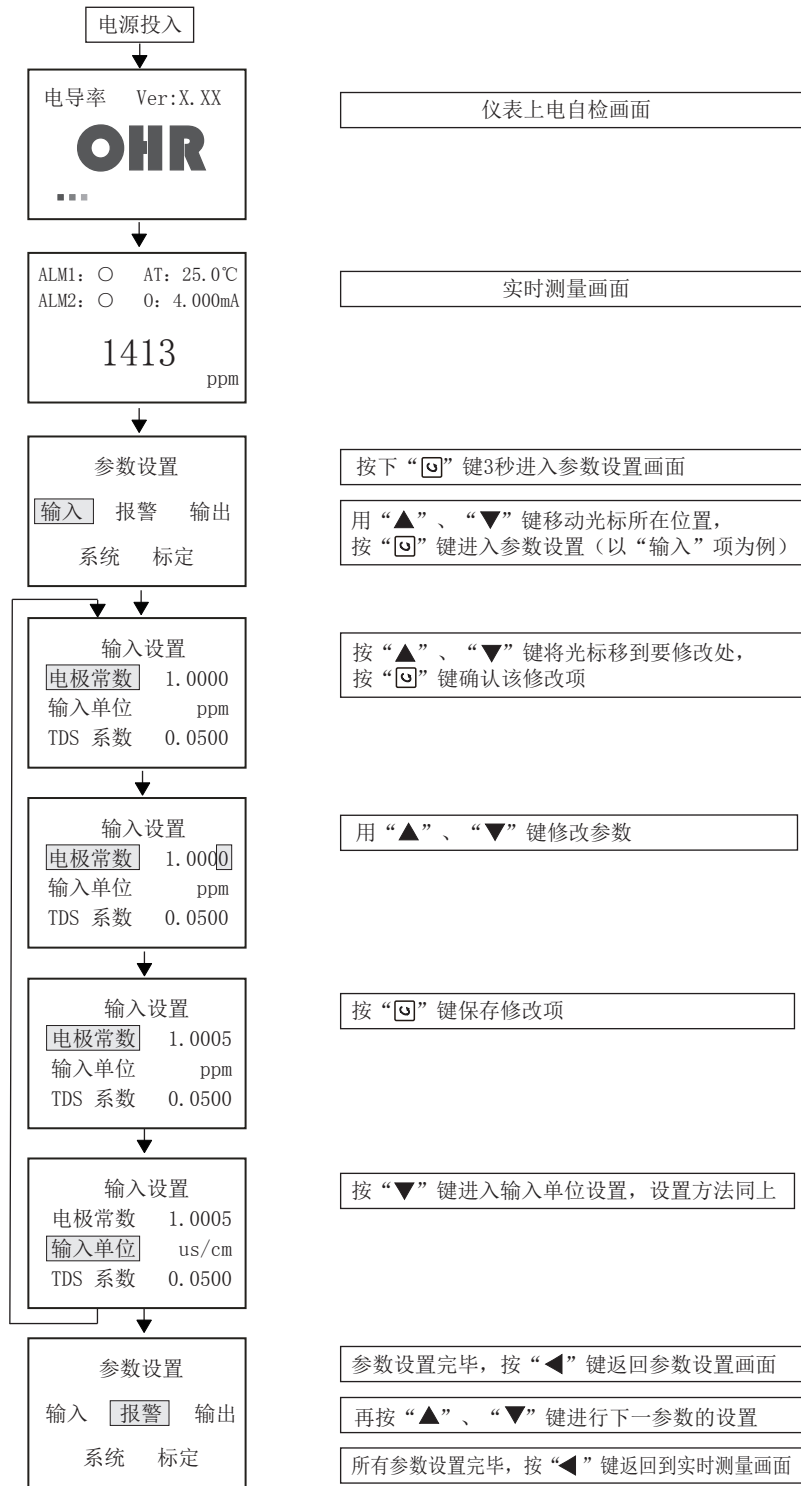 电源投入
电导率 Ver:X.XX
仪表上电自检画面
OHR
ALM1: ○ AT: 25.0℃
ALM2: ○ O: 4.000mA
实时测量画面
1413
ppm
参数设置
按下“”键3秒进入参数设置画面
输入 报警 输出
用“▲”、“▼”键移动光标所在位置，
按“”键进入参数设置（以“输入”项为例）
系统 标定
输入设置
电极常数 1.0000
输入单位 ppm
TDS 系数 0.0500
按“▲”、“▼”键将光标移到要修改处，
按“”键确认该修改项
输入设置
电极常数 1.0000
输入单位 ppm
TDS 系数 0.0500
用“▲”、“▼”键修改参数
输入设置
电极常数 1.0005
输入单位 ppm
TDS 系数 0.0500
按“”键保存修改项
输入设置
电极常数 1.0005
输入单位 us/cm
TDS 系数 0.0500
按“▼”键进入输入单位设置，设置方法同上
参数设置
输入 报警 输出
系统 标定
参数设置完毕，按“◀”键返回参数设置画面
再按“▲”、“▼”键进行下一参数的设置
所有参数设置完毕，按“◀”键返回到实时测量画面